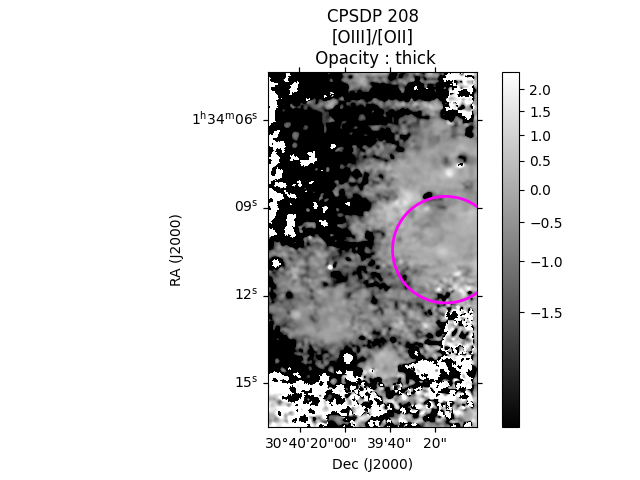 CPSDP 208
[OIII]/[OII]
Opacity : thick
1ʰ34ᵐ06ˢ
09ˢ
12ˢ
15ˢ
RA (J2000)
30°40'20"00" 39'40" 20"
Dec (J2000)
2.0
1.5
1.0
0.5
0.0
−0.5
−1.0
−1.5